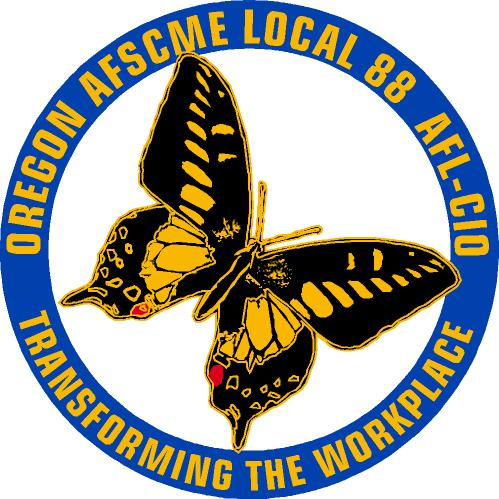 OREGON AFSCME LOCAL 88 AFL-CIO
TRANSFORMING THE WORKPLACE